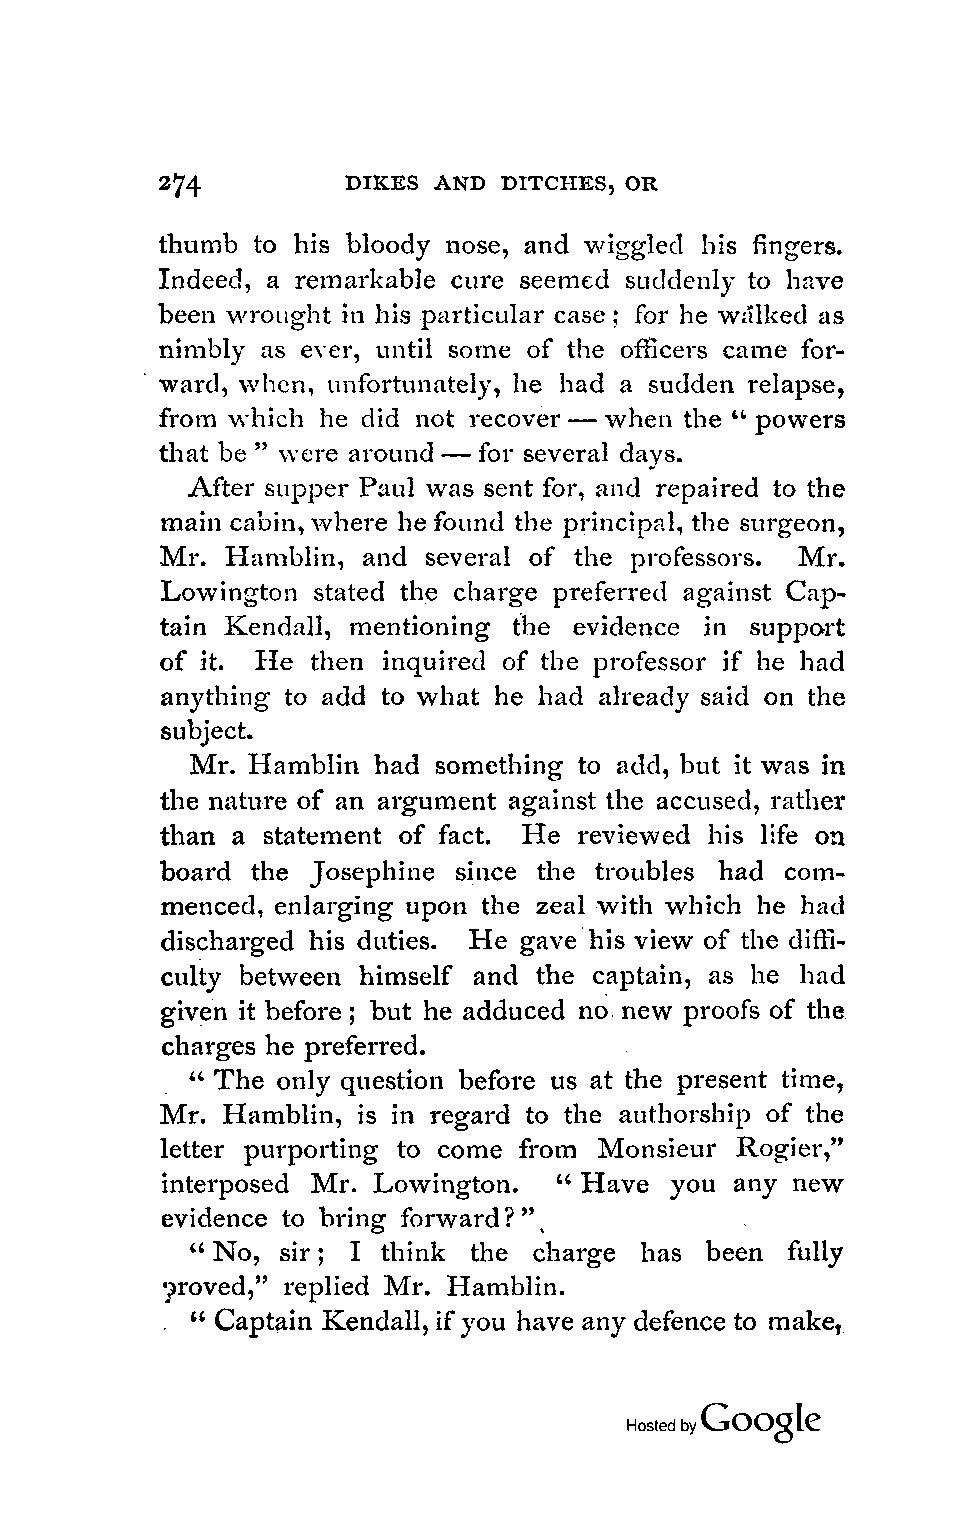 274 DIKES AND DITCHES, OR
thumb to his bloody nose, and wiggled his fingers.
Indeed, a remarkable cure seemed suddenly to have
been wrought in his particular case; for he walked as
nimbly as ever, until some of the officers came for-
ward, when, unfortunately, he had a sudden relapse,
from which he did not recover — when the "powers
that be" were around — for several days.
After supper Paul was sent for, and repaired to the
main cabin, where he found the principal, the surgeon,
Mr. Hamblin, and several of the professors. Mr.
Lowington stated the charge preferred against Cap-
tain Kendall, mentioning the evidence in support
of it. He then inquired of the professor if he had
anything to add to what he had already said on the
subject.
Mr. Hamblin had something to add, but it was in
the nature of an argument against the accused, rather
than a statement of fact. He reviewed his life on
board the Josephine since the troubles had com-
menced, enlarging upon the zeal with which he had
discharged his duties. He gave his view of the diffi-
culty between himself and the captain, as he had
given it before; but he adduced no new proofs of the
charges he preferred.
"The only question before us at the present time,
Mr. Hamblin, is in regard to the authorship of the
letter purporting to come from Monsieur Rogier,"
interposed Mr. Lowington. "Have you any new
evidence to bring forward?"
"No, sir; I think the charge has been fully
proved," replied Mr. Hamblin.
"Captain Kendall, if you have any defence to make,
Hosted by Google